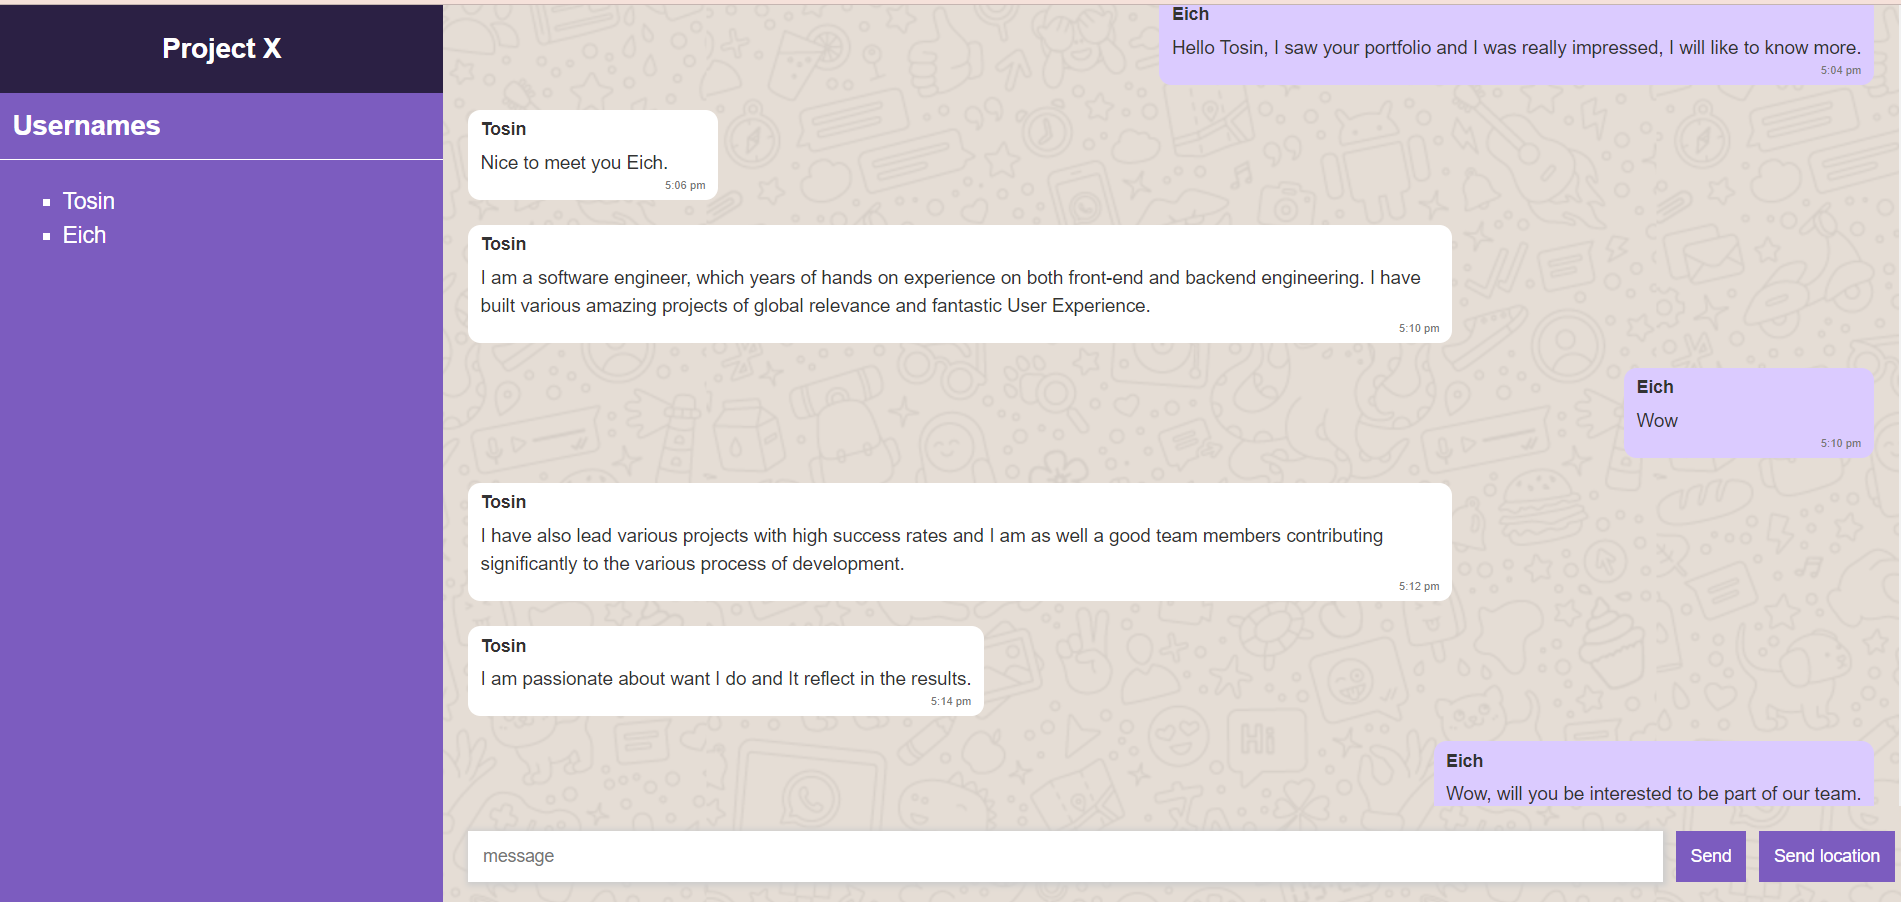 Project X
Usernames
Tosin
Eich
Eich
Hello Tosin, I saw your portfolio and I was really impressed, I will like to know more.
5:04 pm
Tosin
Nice to meet you Eich.
5:06 pm
Tosin
I am a software engineer, which years of hands on experience on both front-end and backend engineering. I have
built various amazing projects of global relevance and fantastic User Experience.
5:10 pm
Eich
Wow
5:10 pm
Tosin
I have also lead various projects with high success rates and I am as well a good team members contributing
significantly to the various process of development.
5:12 pm
Tosin
I am passionate about want I do and It reflect in the results.
5:14 pm
Hi
Eich
Wow, will you be interested to be part of our team.
message
Send
Send location